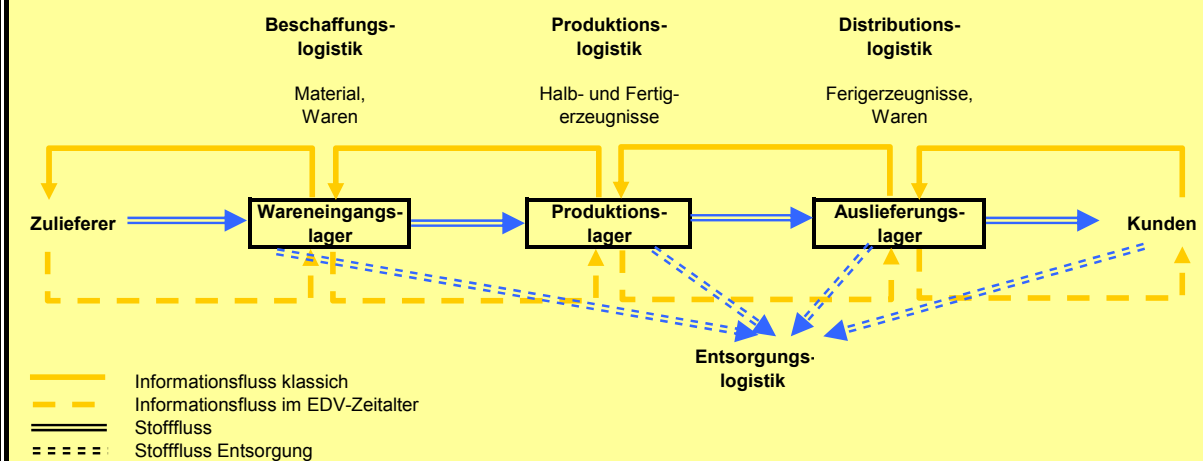 Beschaffungs-
logistik
Produktions-
logistik
Distributions-
logistik
Material,
Waren
Halb- und Fertig-
erzeugnisse
Ferigerzeugnisse,
Waren
Zulieferer
Wareneingangs-
lager
Produktions-
lager
Auslieferungs-
lager
Kunden
Entsorgungs-
logistik
Informationsfluss klassich
Informationsfluss im EDV-Zeitalter
Stofffluss
Stofffluss Entsorgung